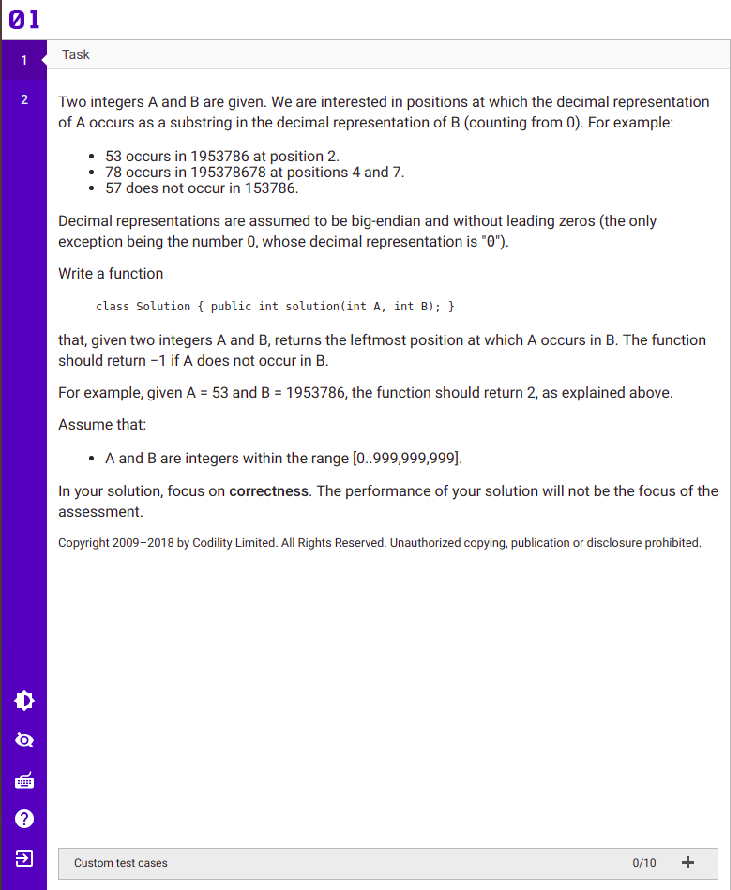 01
1
Task
2
Two integers A and B are given. We are interested in positions at which the decimal representation
of A occurs as a substring in the decimal representation of B (counting from 0). For example:
• 53 occurs in 1953786 at position 2.
• 78 occurs in 195378678 at positions 4 and 7.
• 57 does not occur in 153786.
Decimal representations are assumed to be big-endian and without leading zeros (the only
exception being the number 0, whose decimal representation is "0").
Write a function
class Solution { public int solution(int A, int B); }
that, given two integers A and B, returns the leftmost position at which A occurs in B. The function
should return −1 if A does not occur in B.
For example, given A = 53 and B = 1953786, the function should return 2, as explained above.
Assume that:
• A and B are integers within the range [0..999,999,999].
In your solution, focus on correctness. The performance of your solution will not be the focus of the
assessment.
Copyright 2009–2018 by Codility Limited. All Rights Reserved. Unauthorized copying, publication or disclosure prohibited.
?
Custom test cases 0/10 +